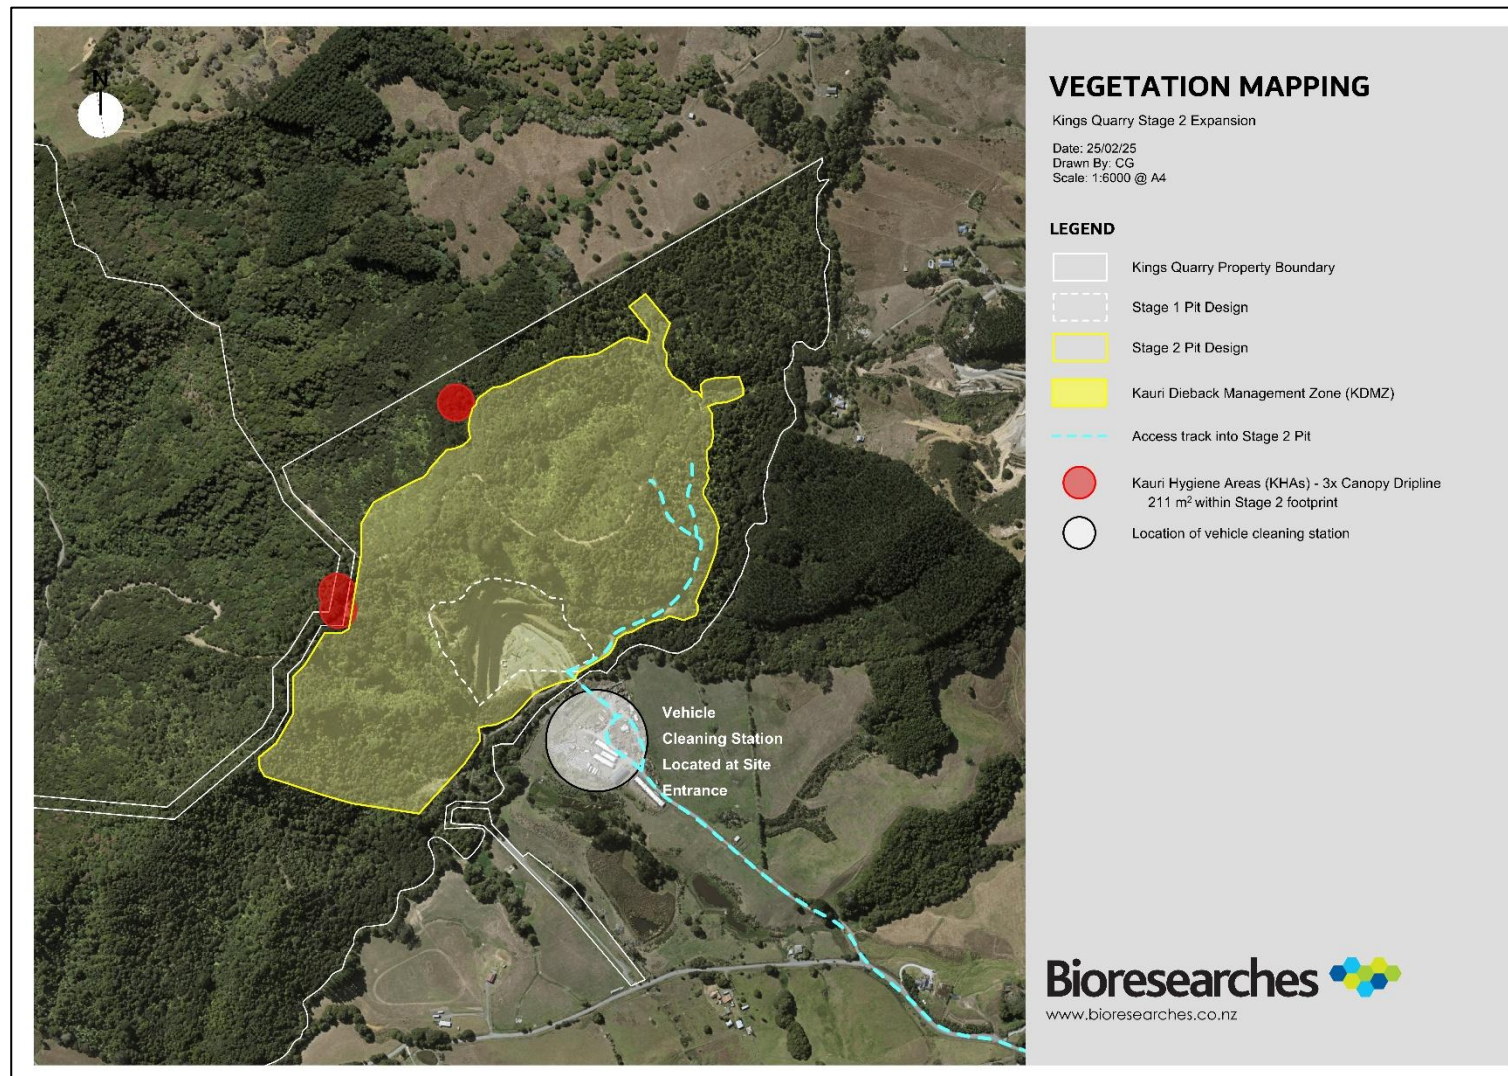 N
VEGETATION MAPPING
Kings Quarry Stage 2 Expansion
Date: 25/02/25
Drawn By: CG
Scale: 1:6000 @ A4
LEGEND
Kings Quarry Property Boundary
Stage 1 Pit Design
Stage 2 Pit Design
Kauri Dieback Management Zone (KDMZ)
Access track into Stage 2 Pit
Kauri Hygiene Areas (KHAs) - 3x Canopy Dripline
211 m² within Stage 2 footprint
Location of vehicle cleaning station
Vehicle
Cleaning Station
Located at Site
Entrance
Bioresearches
www.bioresearches.co.nz